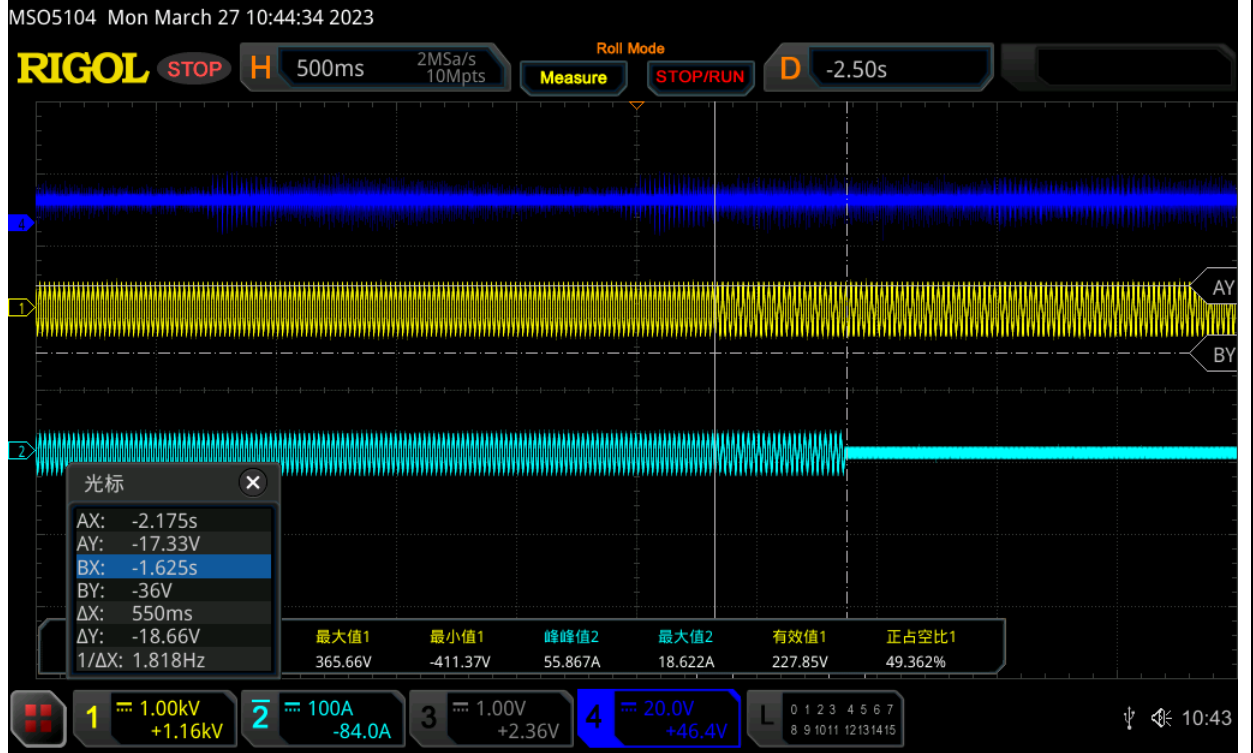 MSO5104 Mon March 27 10:44:34 2023
RIGOL STOP H 500ms 2MSa/s 10Mpts Roll Mode Measure STOP/RUN D -2.50s
4
1
AY
BY
2
光标
AX: -2.175s
AY: -17.33V
BX: -1.625s
BY: -36V
ΔX: 550ms
ΔY: -18.66V
1/ΔX: 1.818Hz
最大值1 最小值1 峰峰值2 最大值2 有效值1 正占空比1
365.66V -411.37V 55.867A 18.622A 227.85V 49.362%
1 1.00kV +1.16kV
2 100A -84.0A
3 1.00V +2.36V
4 20.0V +46.4V
L 0 1 2 3 4 5 6 7
8 9 10 11 12 13 14 15
10:43